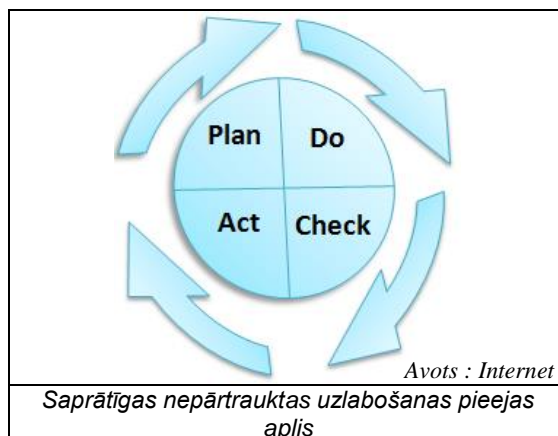 Plan Do
Act Check
Avots : Internet
Saprātīgas nepārtrauktas uzlabošanas pieejas
aplis